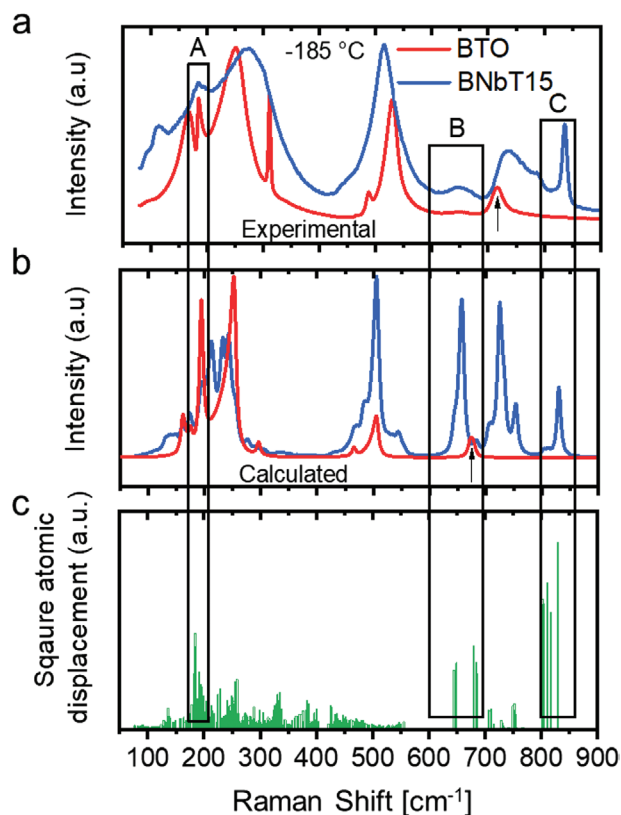 a
A
-185 °C
BTO
BNbT15
B
C
Intensity (a.u)
Experimental
b
Intensity (a.u)
Calculated
c
Sqaure atomic
displacement (a.u.)
100 200 300 400 500 600 700 800 900
Raman Shift [cm-1]